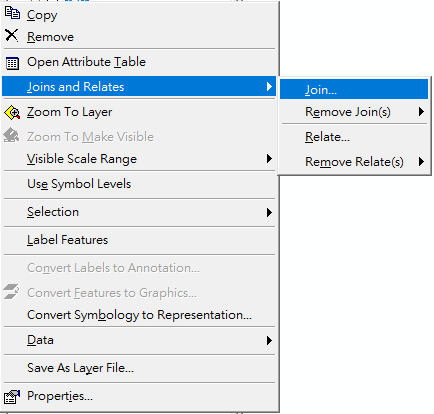 Copy
Remove
Open Attribute Table
Joins and Relates
Zoom To Layer
Zoom To Make Visible
Visible Scale Range
Use Symbol Levels
Selection
Label Features
Convert Labels to Annotation...
Convert Features to Graphics...
Convert Symbology to Representation...
Data
Save As Layer File...
Properties...
Join...
Remove Join(s)
Relate...
Remove Relate(s)